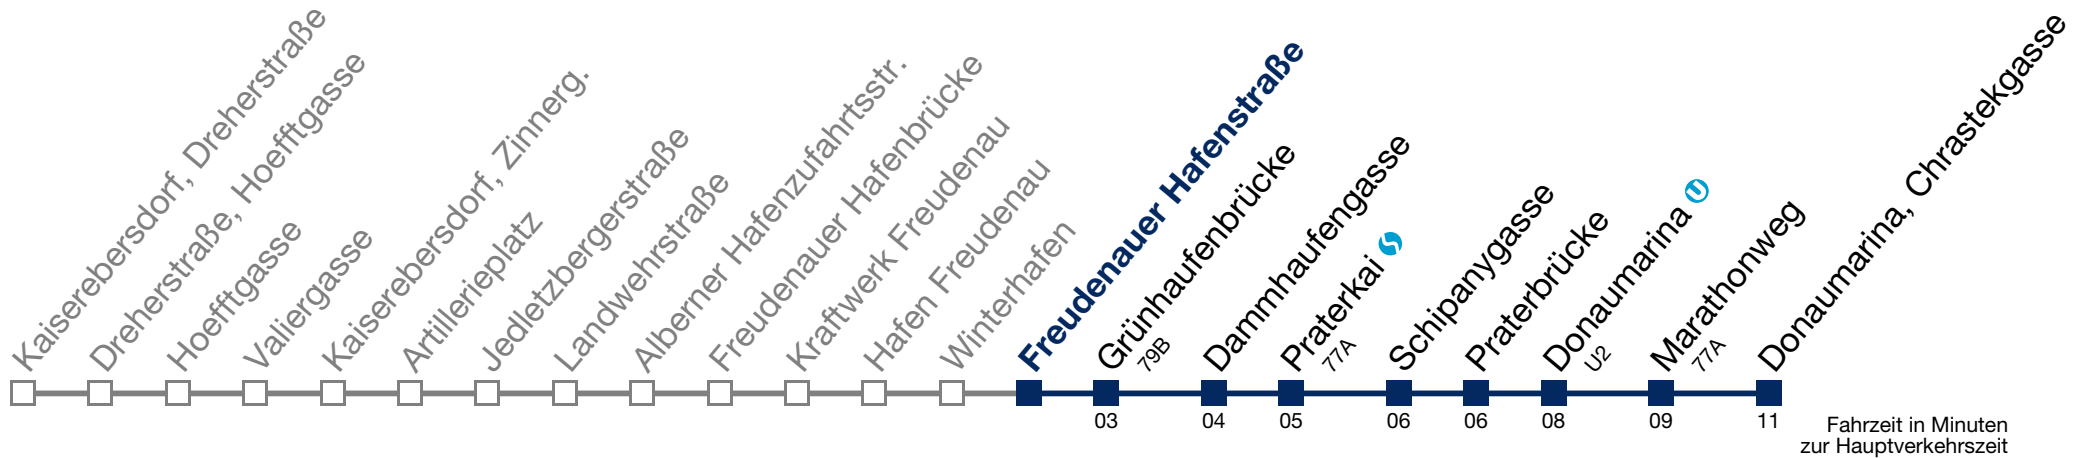 Kaiserebersdorf, Dreherstraße
Dreherstraße, Hoefftgasse
Hoefftgasse
Valiergasse
Kaiserebersdorf, Zinnerg.
Artillerieplatz
Jedletzbergerstraße
Landwehrstraße
Alberner Hafenzufahrtsstr.
Freudenauer Hafenbrücke
Kraftwerk Freudenau
Hafen Freudenau
Winterhafen
Freudenauer Hafenstraße
Grünhaufenbrücke
79B
Dammhaufengasse
Praterkai S
77A
Schipanygasse
Praterbrücke
Donaumarina U
U2
Marathonweg
77A
Donaumarina, Chrastekgasse
03 04 05 06 06 08 09 11
Fahrzeit in Minuten
zur Hauptverkehrszeit